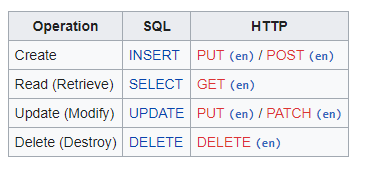 Operation SQL HTTP
Create INSERT PUT (en) / POST (en)
Read (Retrieve) SELECT GET (en)
Update (Modify) UPDATE PUT (en) / PATCH (en)
Delete (Destroy) DELETE DELETE (en)